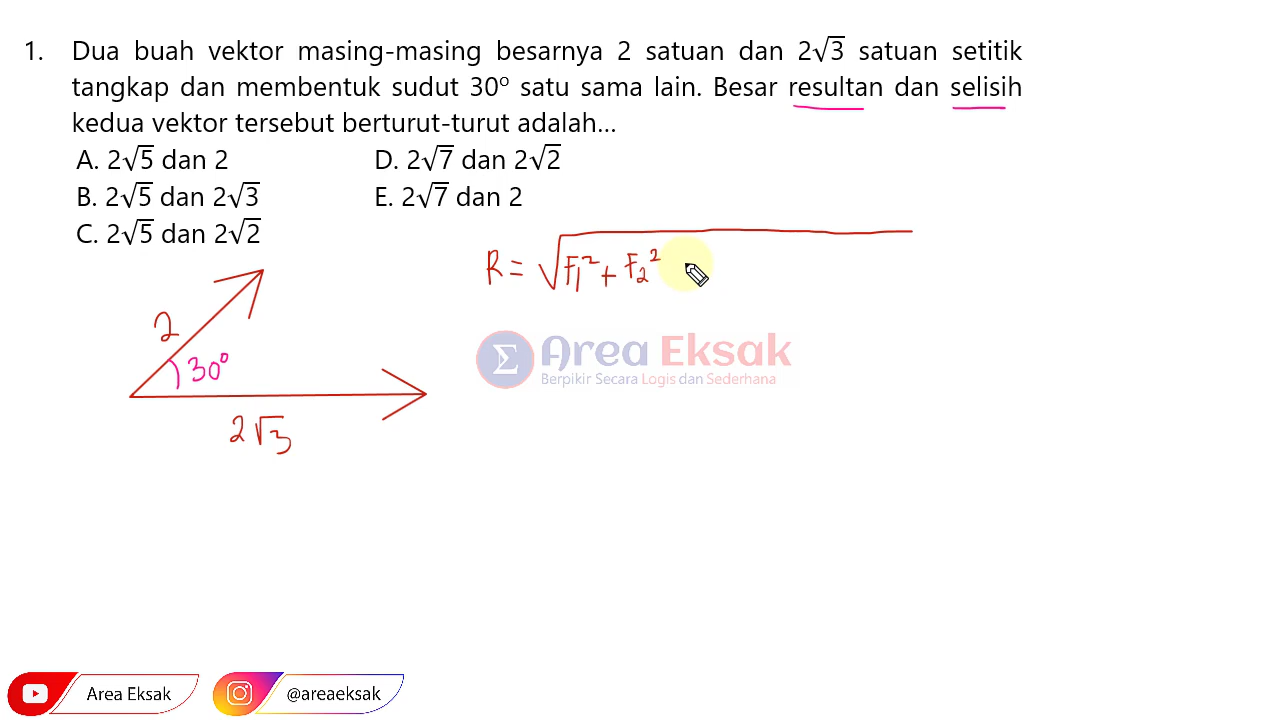 1. Dua buah vektor masing-masing besarnya 2 satuan dan 2√3 satuan setitik
tangkap dan membentuk sudut 30° satu sama lain. Besar resultan dan selisih
kedua vektor tersebut berturut-turut adalah...
A. 2√5 dan 2
D. 2√7 dan 2√2
B. 2√5 dan 2√3
E. 2√7 dan 2
C. 2√5 dan 2√2
R = √F₁² + F₂²
2
30°
2√3
Σ Area Eksak
Berpikir Secara Logis dan Sederhana
Area Eksak
@areaeksak